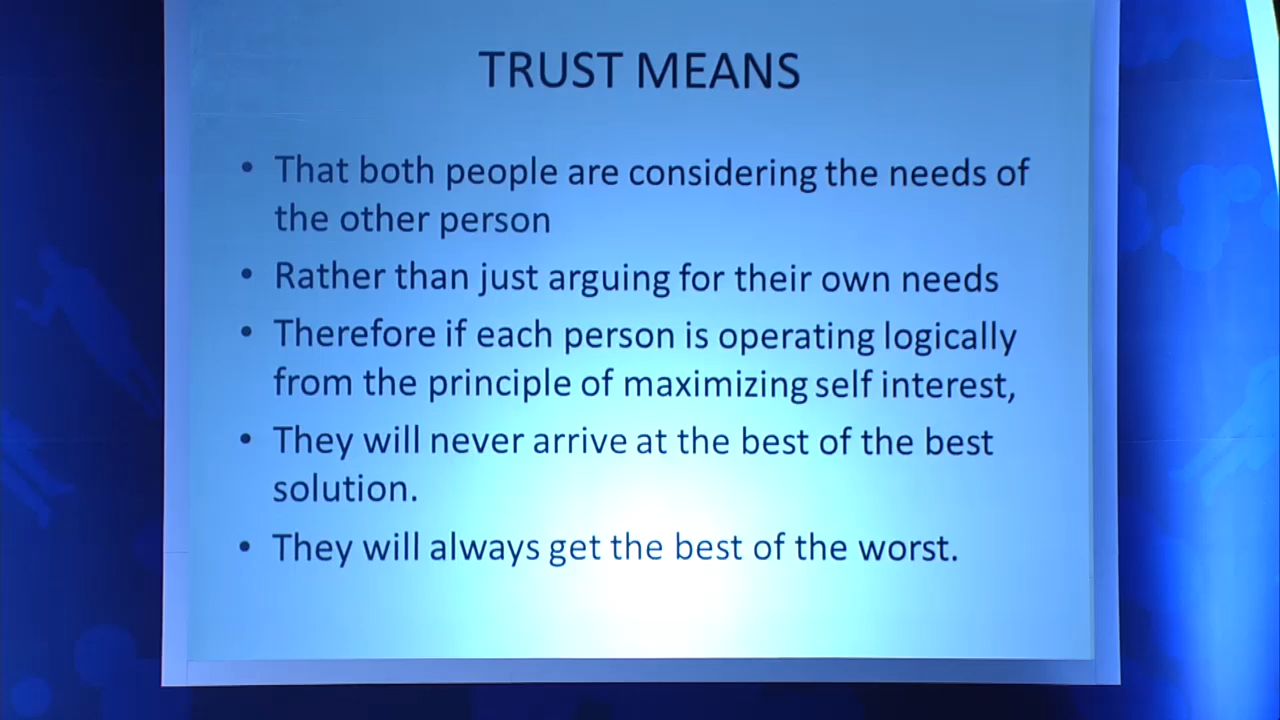 TRUST MEANS
• That both people are considering the needs of
the other person
• Rather than just arguing for their own needs
• Therefore if each person is operating logically
from the principle of maximizing self interest,
• They will never arrive at the best of the best
solution.
• They will always get the best of the worst.